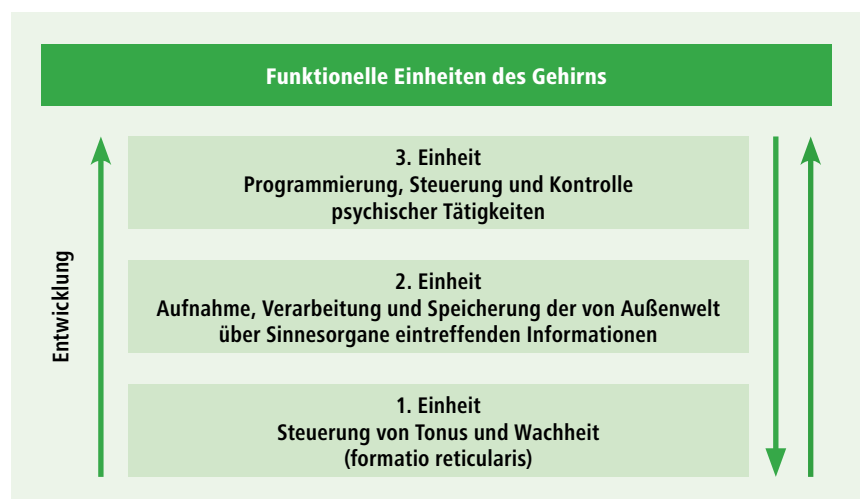 Funktionelle Einheiten des Gehirns
3. Einheit
Programmierung, Steuerung und Kontrolle
psychischer Tätigkeiten
2. Einheit
Aufnahme, Verarbeitung und Speicherung der von Außenwelt
über Sinnesorgane eintreffenden Informationen
1. Einheit
Steuerung von Tonus und Wachheit
(formatio reticularis)
Entwicklung